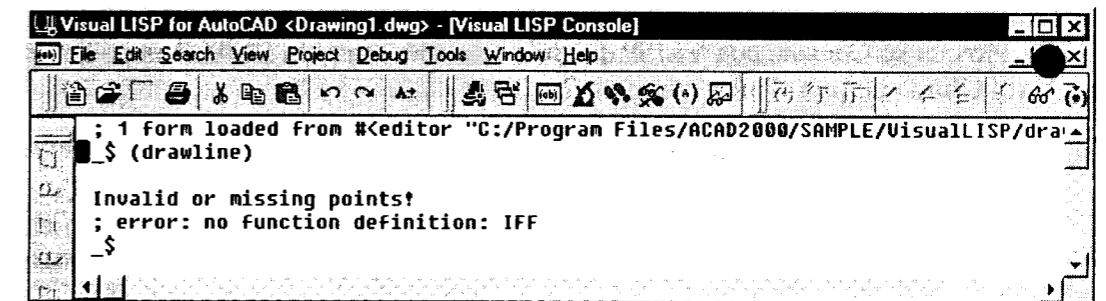 Visual LISP for AutoCAD <Drawing1.dwg> - [Visual LISP Console]
File Edit Search View Project Debug Tools Window Help
; 1 form loaded from #<editor "C:/Program Files/ACAD2000/SAMPLE/VisualLISP/dra
_$ (drawline)
Invalid or missing points!
; error: no function definition: IFF
_$